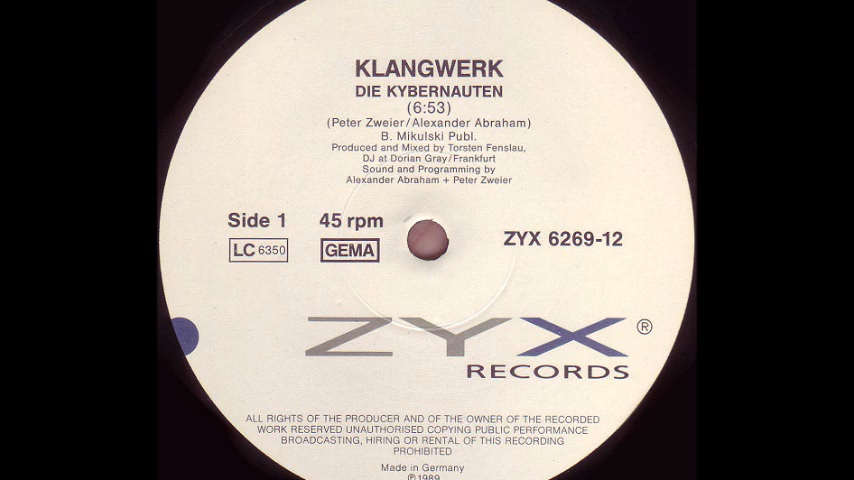 KLANGWERK
DIE KYBERNAUTEN
(6:53)
(Peter Zweier/Alexander Abraham)
B. Mikulski Publ.
Produced and Mixed by Torsten Fenslau,
DJ at Dorian Gray/Frankfurt
Sound and Programming by
Alexander Abraham + Peter Zweier
Side 1 45 rpm
LC 6350 GEMA ZYX 6269-12
ZYX ®
RECORDS
ALL RIGHTS OF THE PRODUCER AND OF THE OWNER OF THE RECORDED
WORK RESERVED UNAUTHORISED COPYING PUBLIC PERFORMANCE
BROADCASTING, HIRING OR RENTAL OF THIS RECORDING
PROHIBITED
Made in Germany
℗ 1989